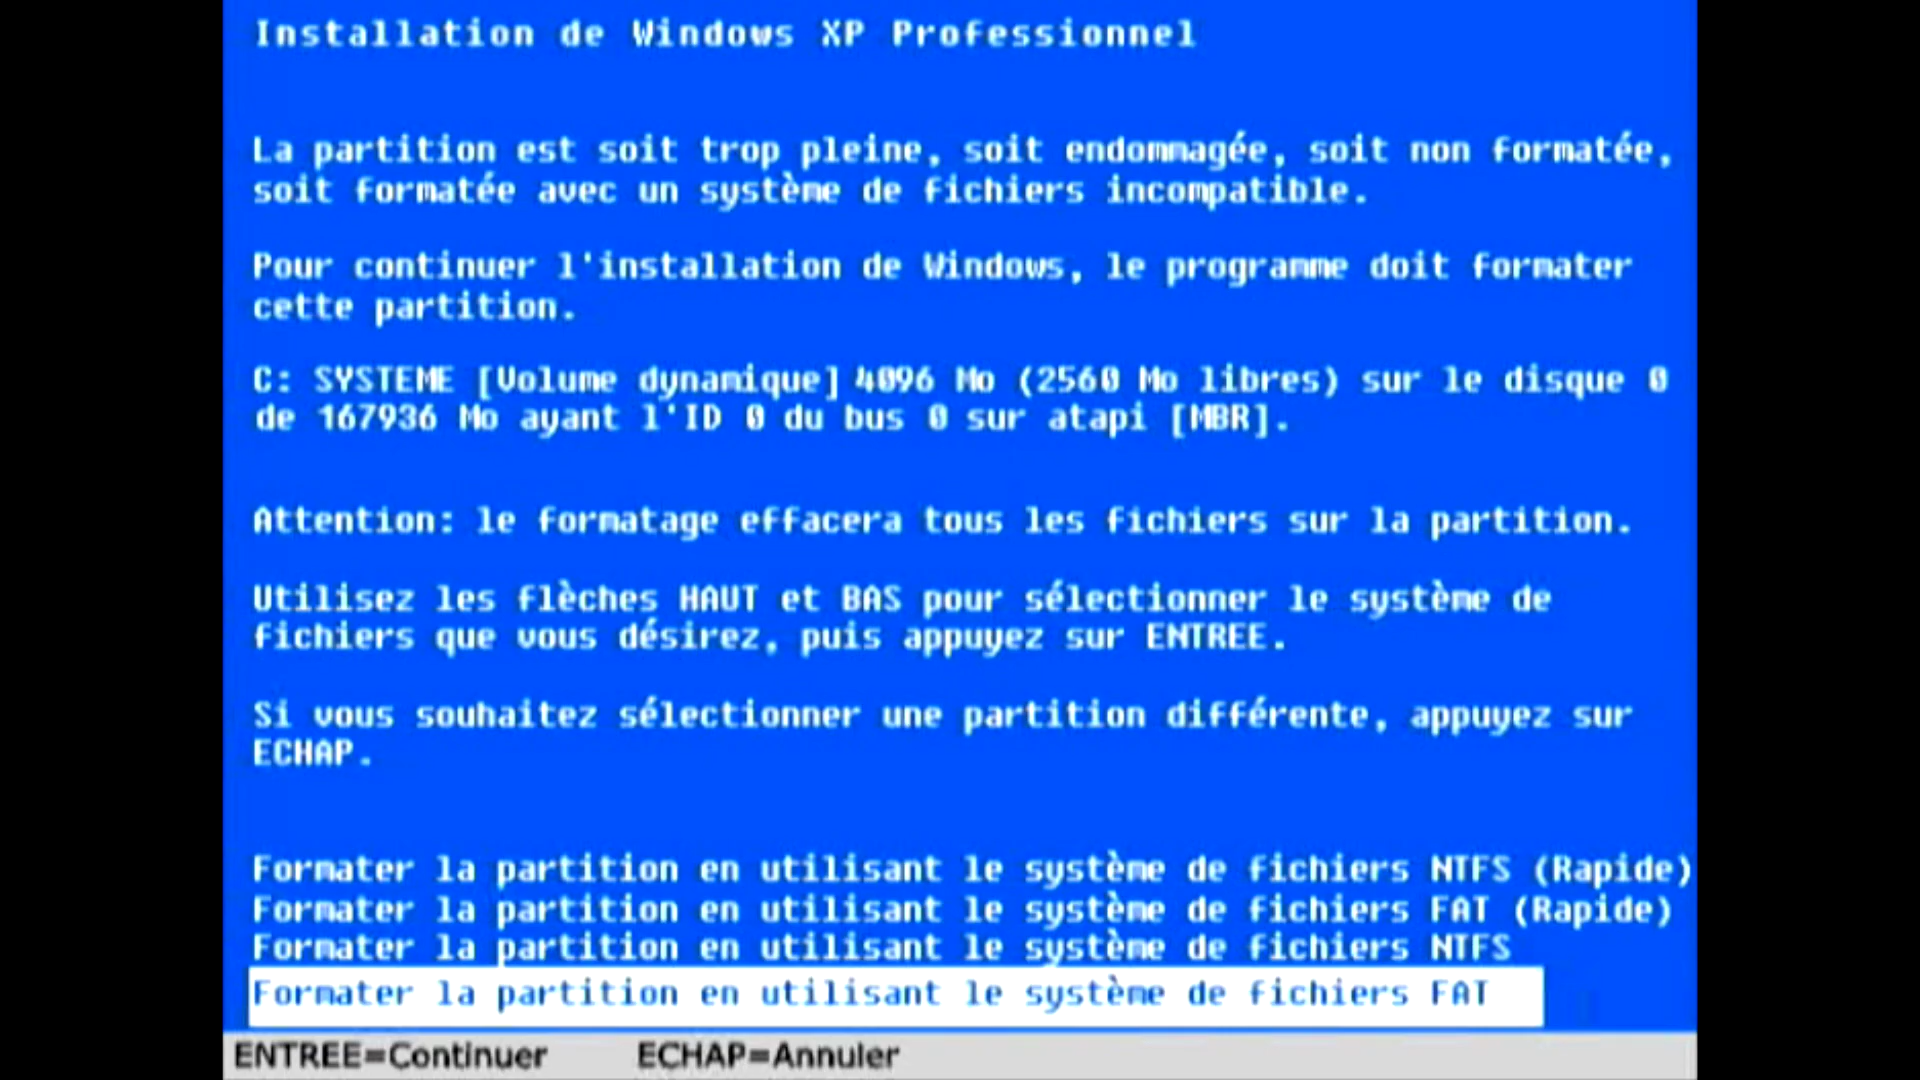 Installation de Windows XP Professionnel
La partition est soit trop pleine, soit endommagée, soit non formatée,
soit formatée avec un système de fichiers incompatible.
Pour continuer l'installation de Windows, le programme doit formater
cette partition.
C: SYSTEME [Volume dynamique] 4096 Mo (2560 Mo libres) sur le disque 0
de 167936 Mo ayant l'ID 0 du bus 0 sur atapi [MBR].
Attention: le formatage effacera tous les fichiers sur la partition.
Utilisez les flèches HAUT et BAS pour sélectionner le système de
fichiers que vous désirez, puis appuyez sur ENTREE.
Si vous souhaitez sélectionner une partition différente, appuyez sur
ECHAP.
Formater la partition en utilisant le système de fichiers NTFS (Rapide)
Formater la partition en utilisant le système de fichiers FAT (Rapide)
Formater la partition en utilisant le système de fichiers NTFS
Formater la partition en utilisant le système de fichiers FAT
ENTREE=Continuer ECHAP=Annuler